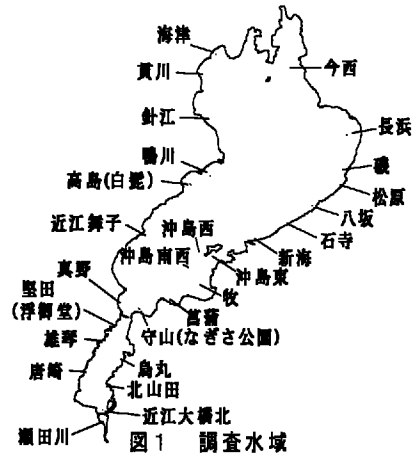 海津
貫川
今西
針江
長浜
鴨川
磯
高島(白鬚)
松原
八坂
近江舞子
沖島西
石寺
新海
沖島南西
沖島東
真野
牧
堅田
(浮御堂)
菖蒲
守山(なぎさ公園)
雄琴
唐崎
烏丸
北山田
近江大橋北
瀬田川
図1 調査水域